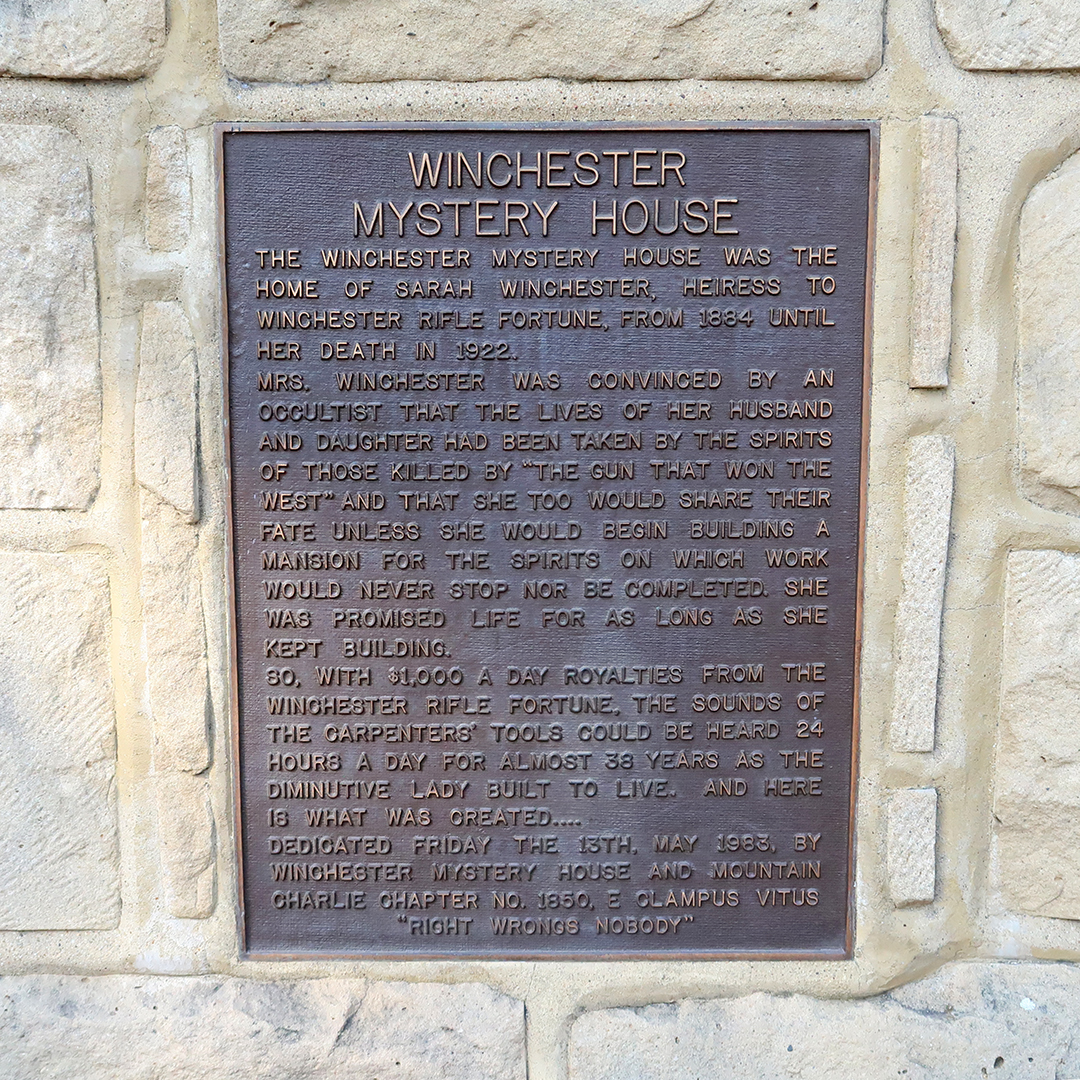 WINCHESTER
MYSTERY HOUSE
THE WINCHESTER MYSTERY HOUSE WAS THE
HOME OF SARAH WINCHESTER, HEIRESS TO
WINCHESTER RIFLE FORTUNE, FROM 1884 UNTIL
HER DEATH IN 1922.
MRS. WINCHESTER WAS CONVINCED BY AN
OCCULTIST THAT THE LIVES OF HER HUSBAND
AND DAUGHTER HAD BEEN TAKEN BY THE SPIRITS
OF THOSE KILLED BY "THE GUN THAT WON THE
WEST" AND THAT SHE TOO WOULD SHARE THEIR
FATE UNLESS SHE WOULD BEGIN BUILDING A
MANSION FOR THE SPIRITS ON WHICH WORK
WOULD NEVER STOP NOR BE COMPLETED. SHE
WAS PROMISED LIFE FOR AS LONG AS SHE
KEPT BUILDING.
SO, WITH $1,000 A DAY ROYALTIES FROM THE
WINCHESTER RIFLE FORTUNE, THE SOUNDS OF
THE CARPENTERS' TOOLS COULD BE HEARD 24
HOURS A DAY FOR ALMOST 38 YEARS AS THE
DIMINUTIVE LADY BUILT TO LIVE. AND HERE
IS WHAT WAS CREATED....
DEDICATED FRIDAY THE 13TH, MAY 1983, BY
WINCHESTER MYSTERY HOUSE AND MOUNTAIN
CHARLIE CHAPTER NO. 1850, E CLAMPUS VITUS
"RIGHT WRONGS NOBODY"